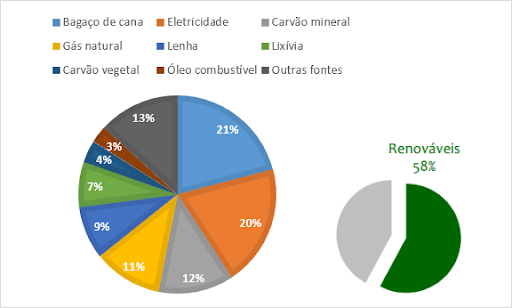 Bagaço de cana Eletricidade Carvão mineral
Gás natural Lenha Lixívia
Carvão vegetal Óleo combustível Outras fontes
13%
21%
3%
4%
7%
20%
9%
11%
12%
Renováveis
58%